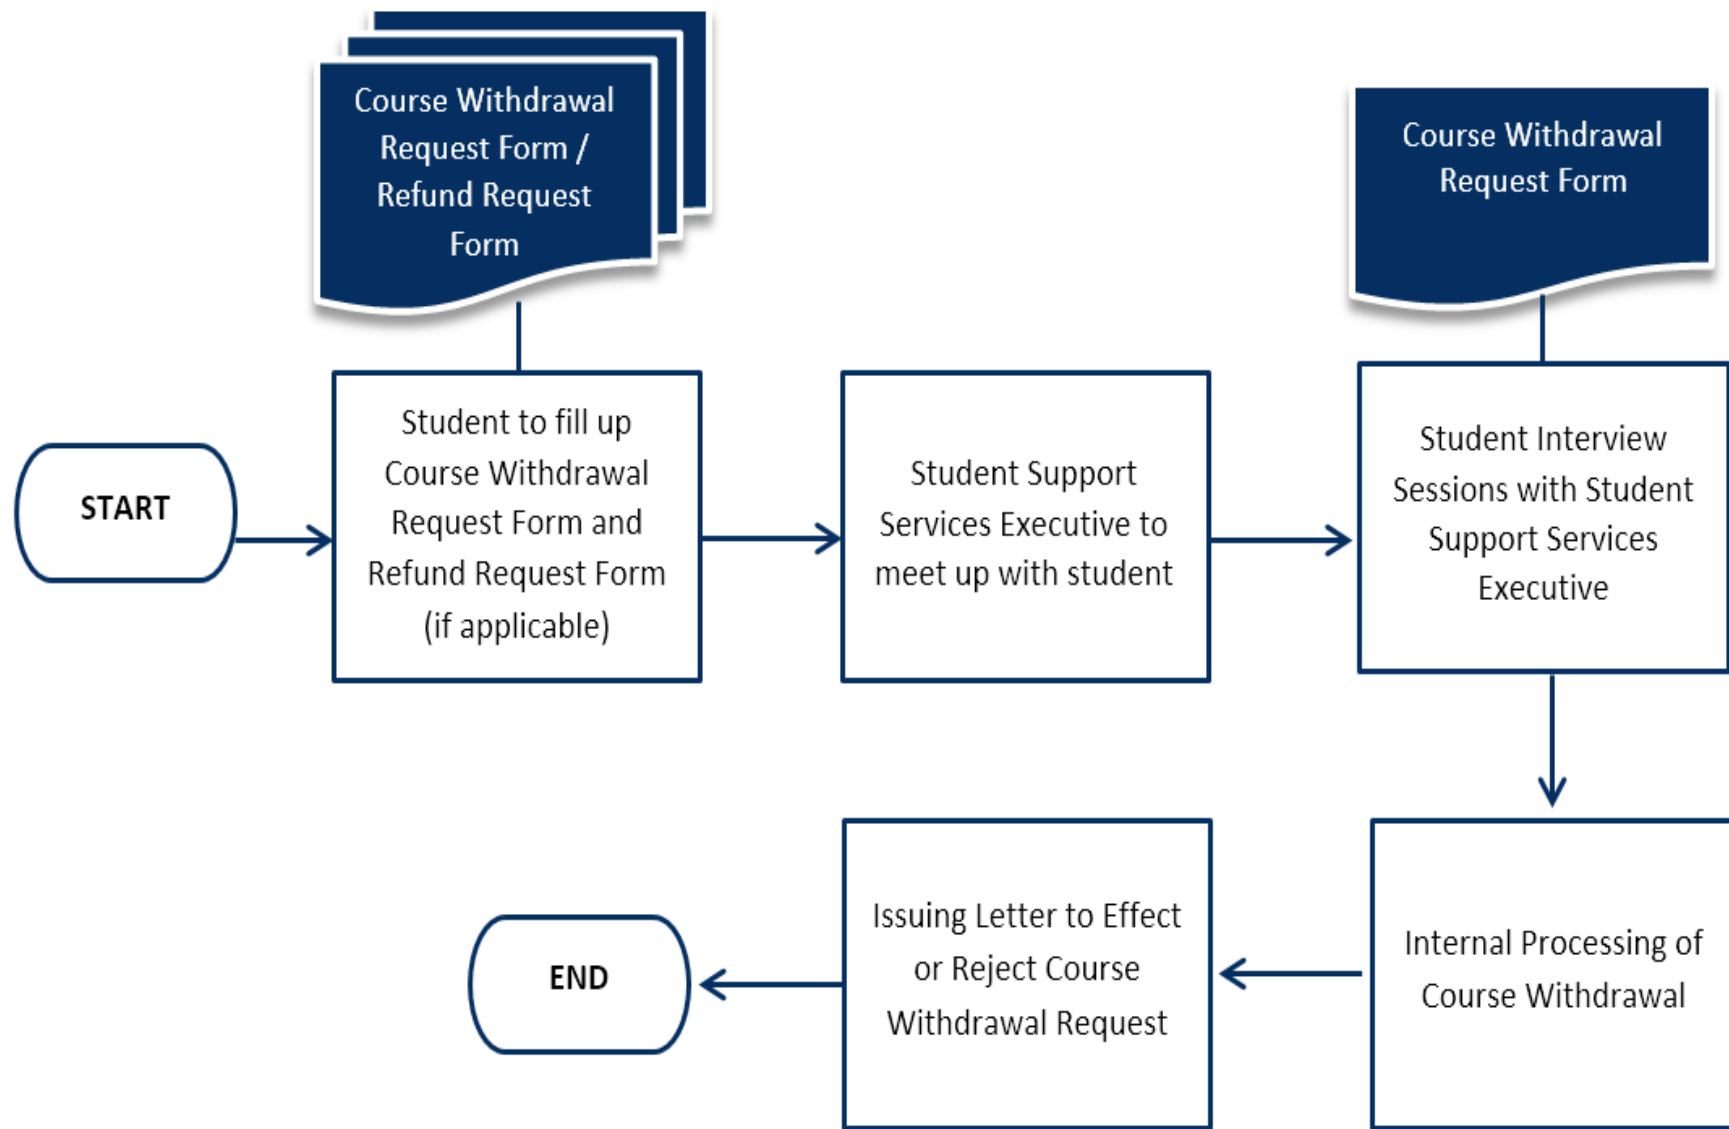 Course Withdrawal
Request Form /
Refund Request
Form
Course Withdrawal
Request Form
START
Student to fill up
Course Withdrawal
Request Form and
Refund Request Form
(if applicable)
Student Support
Services Executive to
meet up with student
Student Interview
Sessions with Student
Support Services
Executive
Internal Processing of
Course Withdrawal
Issuing Letter to Effect
or Reject Course
Withdrawal Request
END